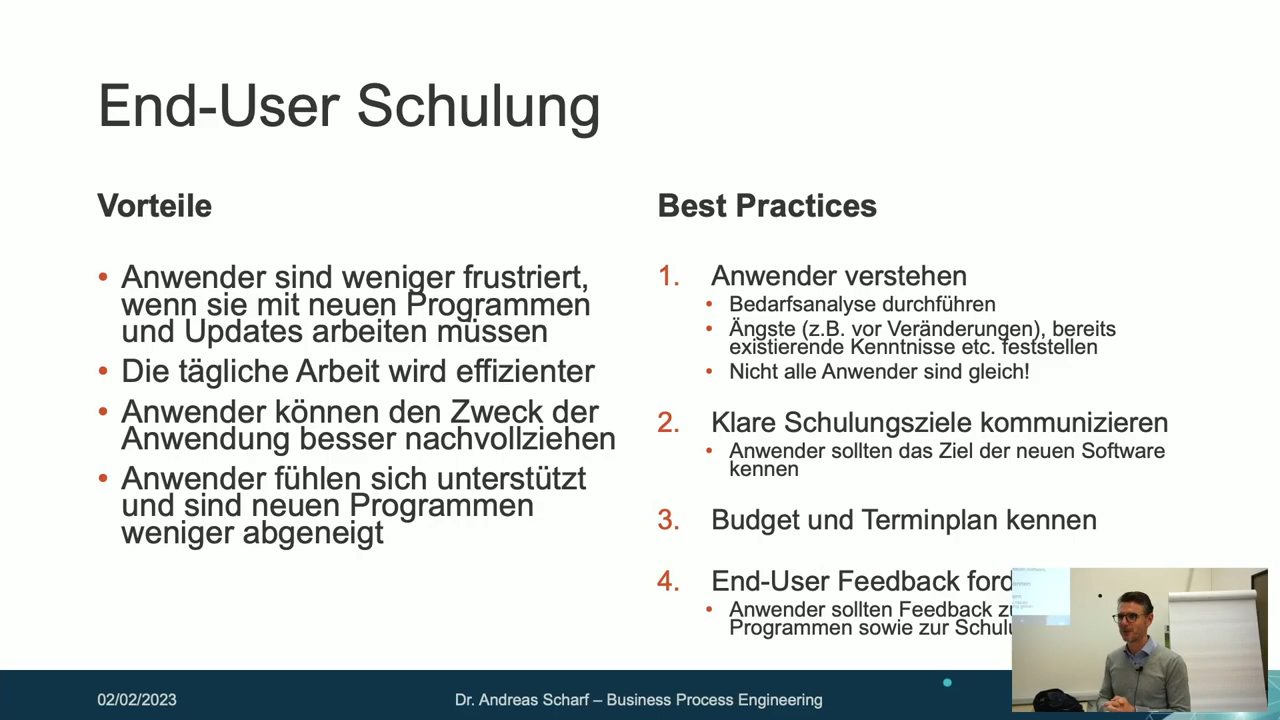 End-User Schulung
Vorteile
• Anwender sind weniger frustriert,
wenn sie mit neuen Programmen
und Updates arbeiten müssen
• Die tägliche Arbeit wird effizienter
• Anwender können den Zweck der
Anwendung besser nachvollziehen
• Anwender fühlen sich unterstützt
und sind neuen Programmen
weniger abgeneigt
Best Practices
1. Anwender verstehen
• Bedarfsanalyse durchführen
• Ängste (z.B. vor Veränderungen), bereits
existierende Kenntnisse etc. feststellen
• Nicht alle Anwender sind gleich!
2. Klare Schulungsziele kommunizieren
• Anwender sollten das Ziel der neuen Software
kennen
3. Budget und Terminplan kennen
4. End-User Feedback
• Anwender sollten Feedback
Programmen sowie zur
02/02/2023
Dr. Andreas Scharf – Business Process Engineering